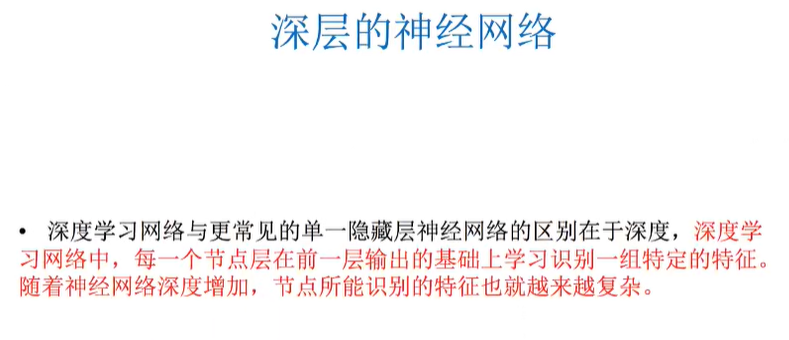 深层的神经网络
• 深度学习网络与更常见的单一隐藏层神经网络的区别在于深度，深度学
习网络中，每一个节点层在前一层输出的基础上学习识别一组特定的特征。
随着神经网络深度增加，节点所能识别的特征也就越来越复杂。